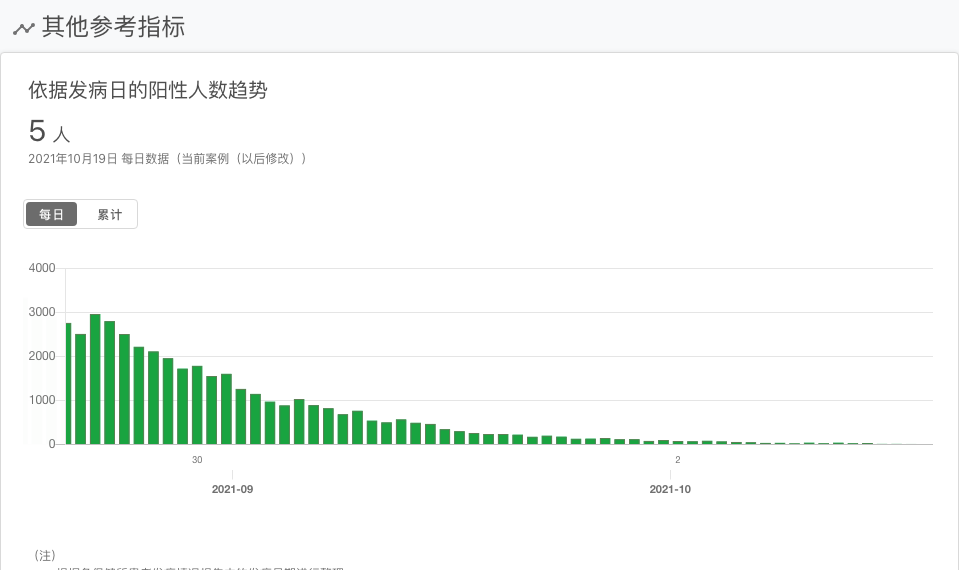 其他参考指标
依据发病日的阳性人数趋势
5 人
2021年10月19日 每日数据（当前案例（以后修改））
每日 累计
4000
3000
2000
1000
0
30 2
2021-09 2021-10
（注）